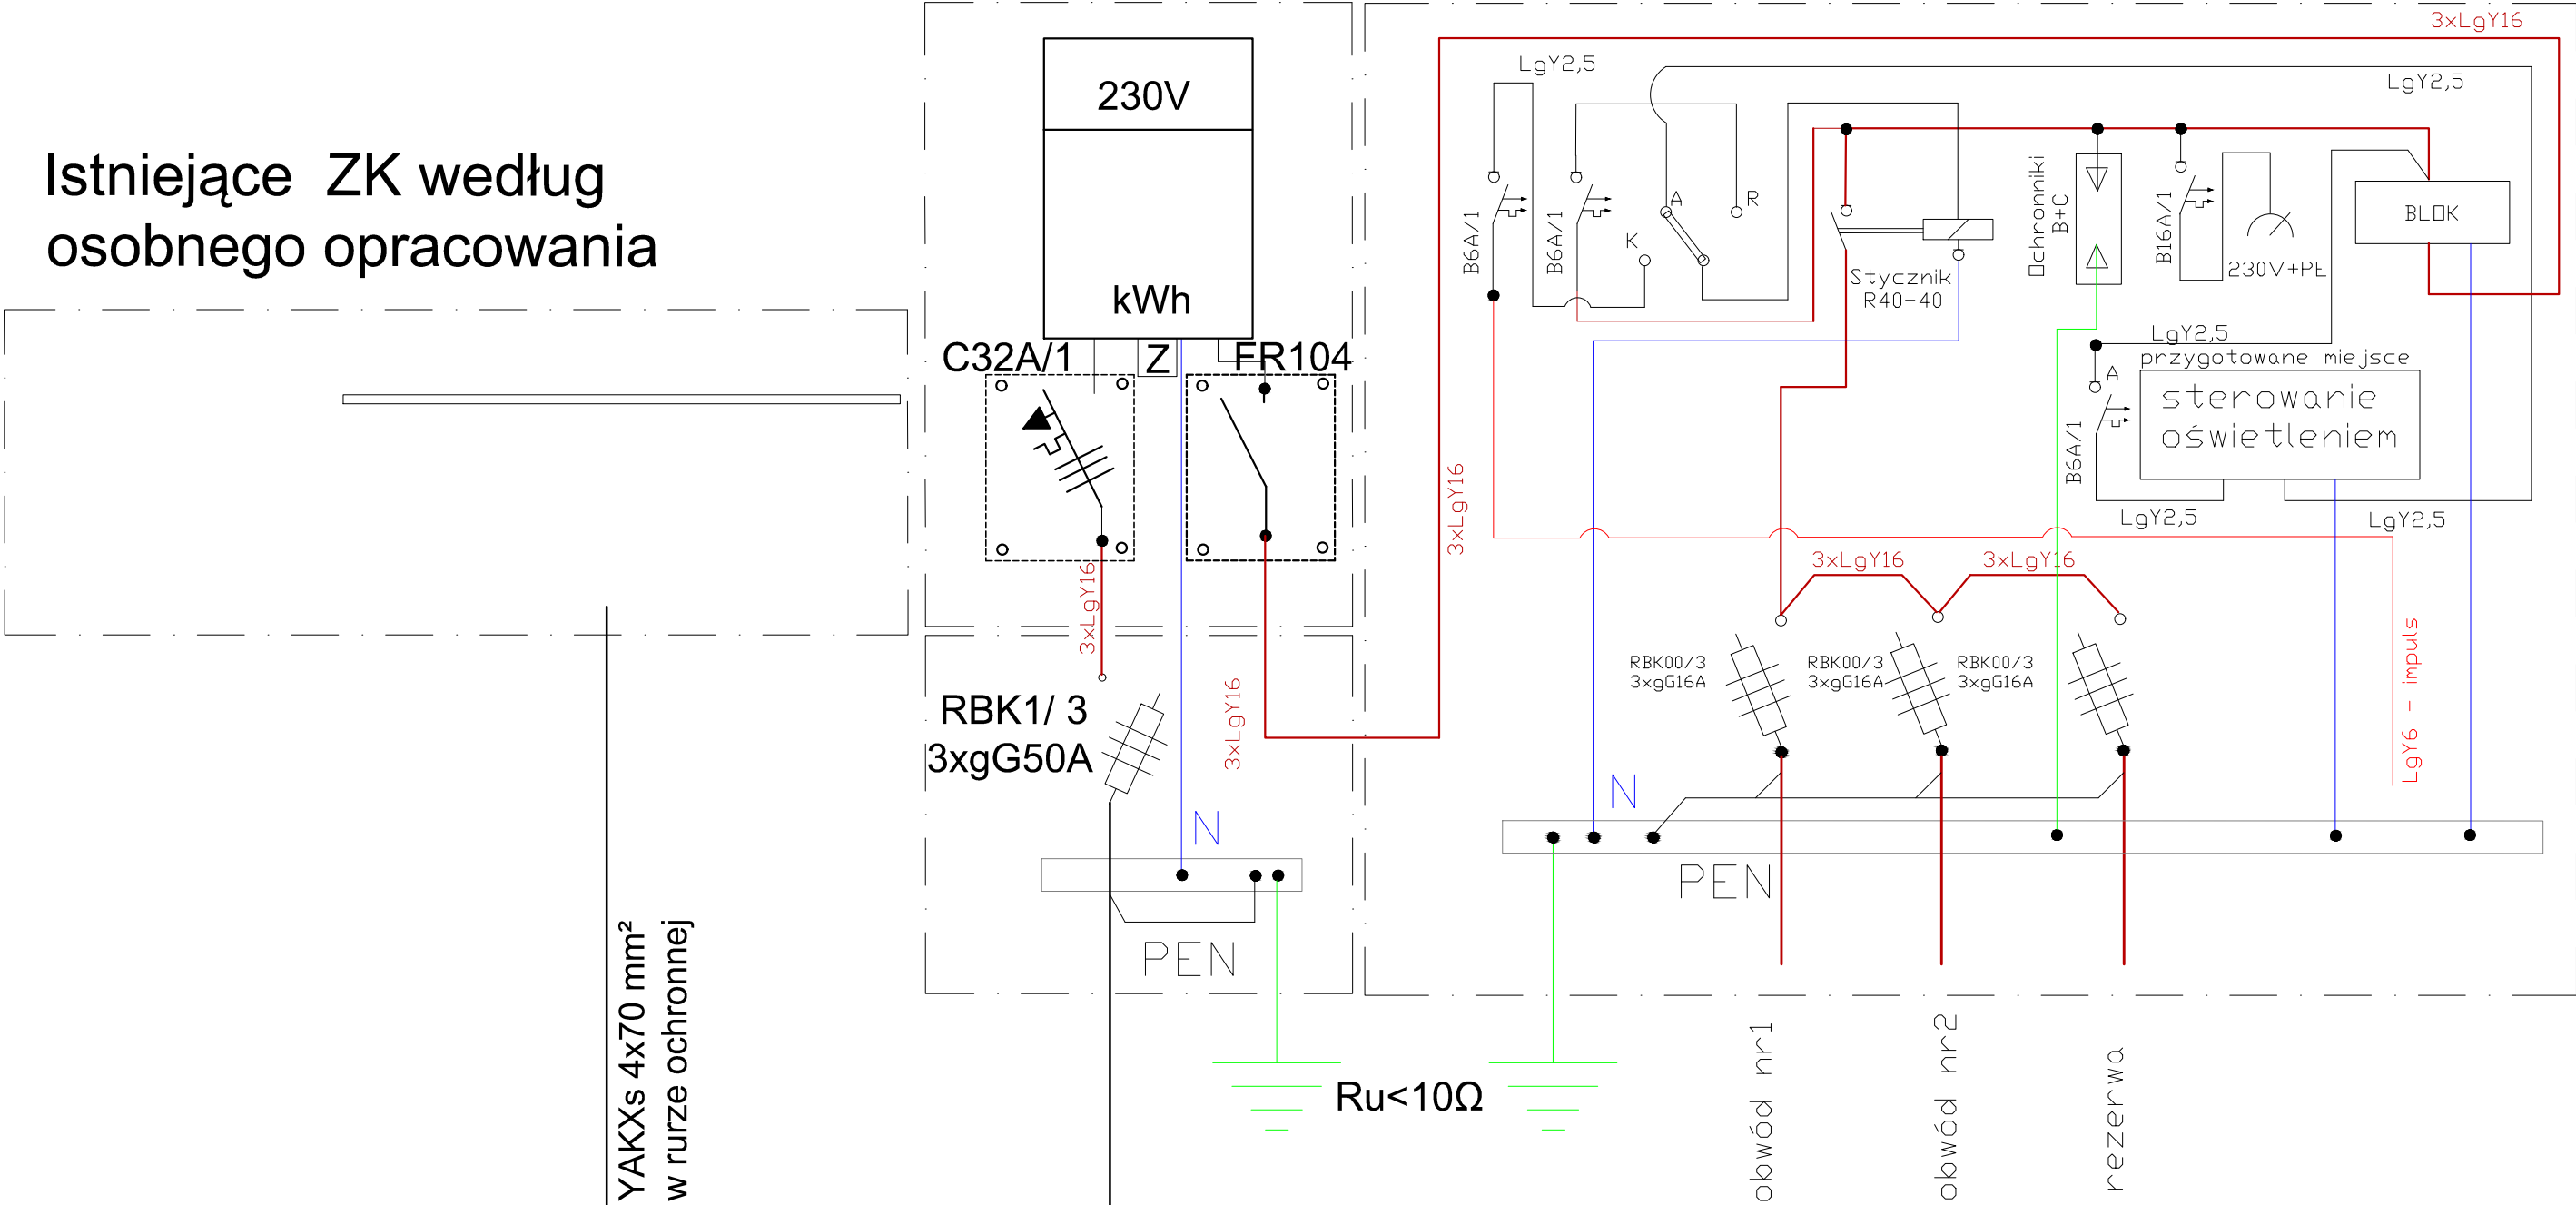 Istniejące ZK według
osobnego opracowania
YAKXs 4x70 mm²
w rurze ochronnej
230V
kWh
C32A/1
Z
FR104
3xLgY16
RBK1/ 3
3xgG50A
3xLgY16
N
PEN
Ru<10Ω
3xLgY16
3xLgY16
LgY2,5
LgY2,5
B6A/1
B6A/1
K
A
R
Stycznik
R40-40
Ochronniki
B+C
B16A/1
230V+PE
BLOK
LgY2,5
przygotowane miejsce
A
B6A/1
sterowanie
oświetleniem
LgY2,5
LgY2,5
3xLgY16
3xLgY16
RBK00/3
3xgG16A
RBK00/3
3xgG16A
RBK00/3
3xgG16A
LgY6 - impuls
N
PEN
obwód nr1
obwód nr2
rezerwa